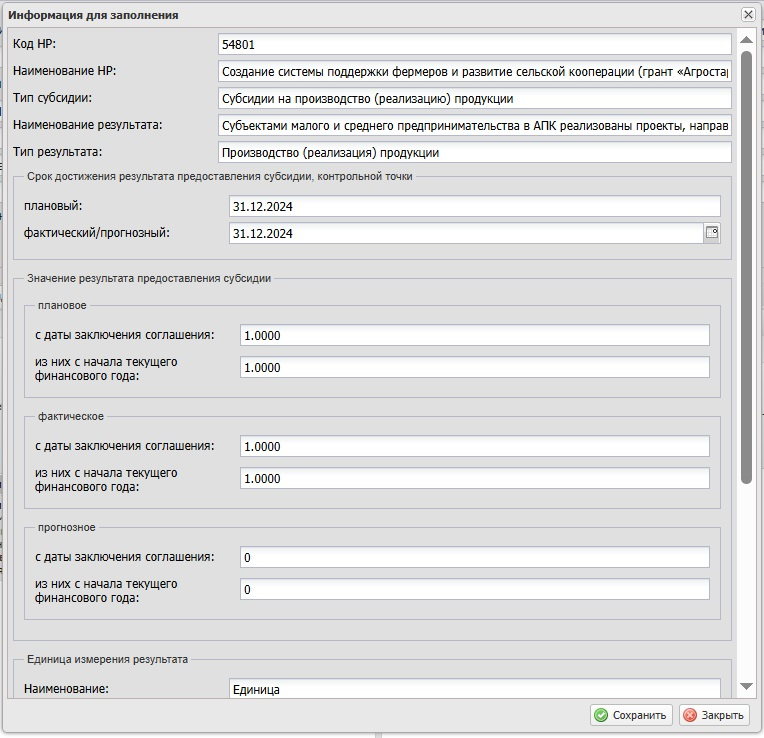 Информация для заполнения
Код НР: 54801
Наименование НР: Создание системы поддержки фермеров и развитие сельской кооперации (грант «Агростар
Тип субсидии: Субсидии на производство (реализацию) продукции
Наименование результата: Субъектами малого и среднего предпринимательства в АПК реализованы проекты, направ
Тип результата: Производство (реализация) продукции
Срок достижения результата предоставления субсидии, контрольной точки
плановый: 31.12.2024
фактический/прогнозный: 31.12.2024
Значение результата предоставления субсидии
плановое
с даты заключения соглашения: 1.0000
из них с начала текущего
финансового года: 1.0000
фактическое
с даты заключения соглашения: 1.0000
из них с начала текущего
финансового года: 1.0000
прогнозное
с даты заключения соглашения: 0
из них с начала текущего
финансового года: 0
Единица измерения результата
Наименование: Единица
Сохранить Закрыть